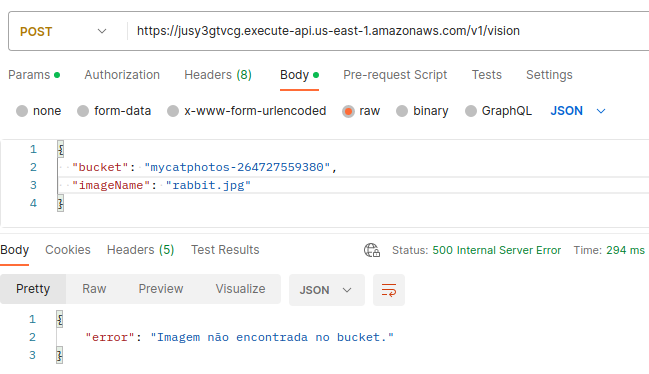 POST https://jusy3gtvcg.execute-api.us-east-1.amazonaws.com/v1/vision
Params Authorization Headers (8) Body Pre-request Script Tests Settings
none form-data x-www-form-urlencoded raw binary GraphQL JSON
1 {
2 "bucket": "mycatphotos-264727559380",
3 "imageName": "rabbit.jpg"
4 }
Body Cookies Headers (5) Test Results Status: 500 Internal Server Error Time: 294 ms
Pretty Raw Preview Visualize JSON
1 {
2 "error": "Imagem não encontrada no bucket."
3 }